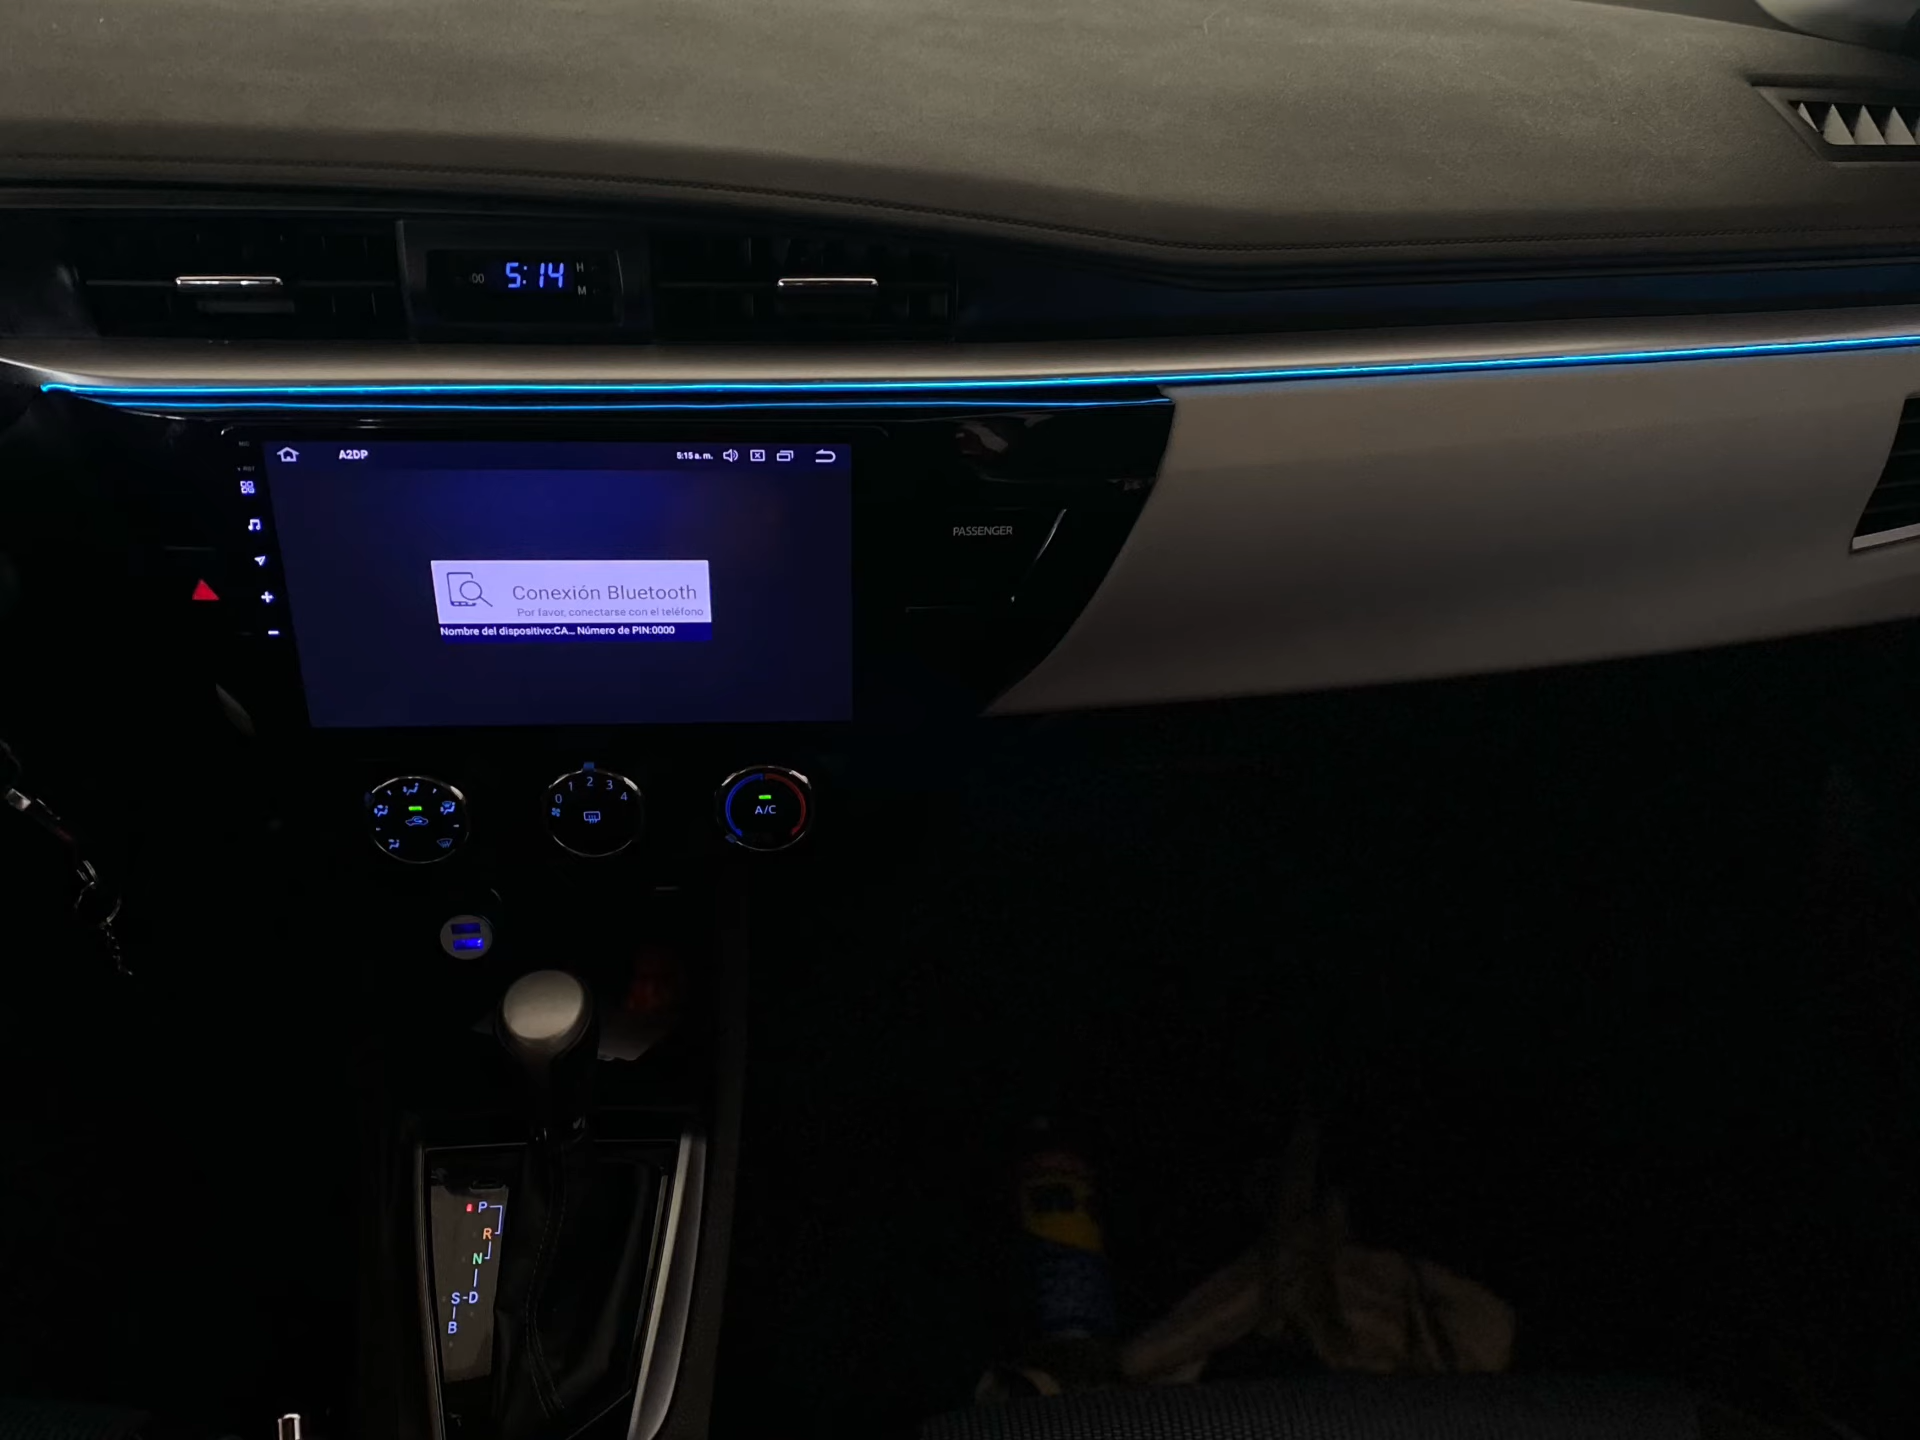 :00 5:14 H
M
A2DP 5:15 a. m.
Conexión Bluetooth
Por favor, conectarse con el teléfono
Nombre del dispositivo:CA... Número de PIN:0000
PASSENGER
0 1 2 3 4
A/C
P
R
N
S-D
B